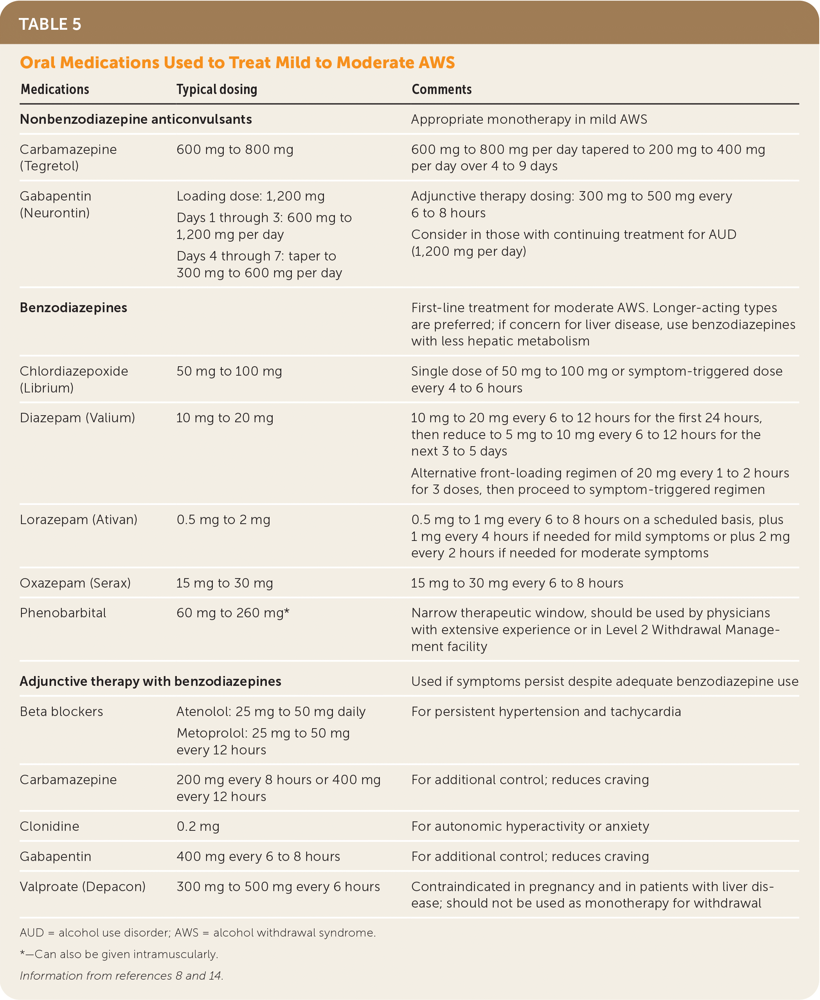 TABLE 5
Oral Medications Used to Treat Mild to Moderate AWS
Medications Typical dosing Comments
Nonbenzodiazepine anticonvulsants Appropriate monotherapy in mild AWS
Carbamazepine 600 mg to 800 mg 600 mg to 800 mg per day tapered to 200 mg to 400 mg
(Tegretol) per day over 4 to 9 days
Gabapentin Loading dose: 1,200 mg Adjunctive therapy dosing: 300 mg to 500 mg every
(Neurontin) 6 to 8 hours
Days 1 through 3: 600 mg to
1,200 mg per day
Consider in those with continuing treatment for AUD
(1,200 mg per day)
Days 4 through 7: taper to
300 mg to 600 mg per day
Benzodiazepines First-line treatment for moderate AWS. Longer-acting types
are preferred; if concern for liver disease, use benzodiazepines
with less hepatic metabolism
Chlordiazepoxide 50 mg to 100 mg Single dose of 50 mg to 100 mg or symptom-triggered dose
(Librium) every 4 to 6 hours
Diazepam (Valium) 10 mg to 20 mg 10 mg to 20 mg every 6 to 12 hours for the first 24 hours,
then reduce to 5 mg to 10 mg every 6 to 12 hours for the
next 3 to 5 days
Alternative front-loading regimen of 20 mg every 1 to 2 hours
for 3 doses, then proceed to symptom-triggered regimen
Lorazepam (Ativan) 0.5 mg to 2 mg 0.5 mg to 1 mg every 6 to 8 hours on a scheduled basis, plus
1 mg every 4 hours if needed for mild symptoms or plus 2 mg
every 2 hours if needed for moderate symptoms
Oxazepam (Serax) 15 mg to 30 mg 15 mg to 30 mg every 6 to 8 hours
Phenobarbital 60 mg to 260 mg* Narrow therapeutic window, should be used by physicians
with extensive experience or in Level 2 Withdrawal Manage-
ment facility
Adjunctive therapy with benzodiazepines Used if symptoms persist despite adequate benzodiazepine use
Beta blockers Atenolol: 25 mg to 50 mg daily For persistent hypertension and tachycardia
Metoprolol: 25 mg to 50 mg
every 12 hours
Carbamazepine 200 mg every 8 hours or 400 mg For additional control; reduces craving
every 12 hours
Clonidine 0.2 mg For autonomic hyperactivity or anxiety
Gabapentin 400 mg every 6 to 8 hours For additional control; reduces craving
Valproate (Depacon) 300 mg to 500 mg every 6 hours Contraindicated in pregnancy and in patients with liver dis-
ease; should not be used as monotherapy for withdrawal
AUD = alcohol use disorder; AWS = alcohol withdrawal syndrome.
*—Can also be given intramuscularly.
Information from references 8 and 14.